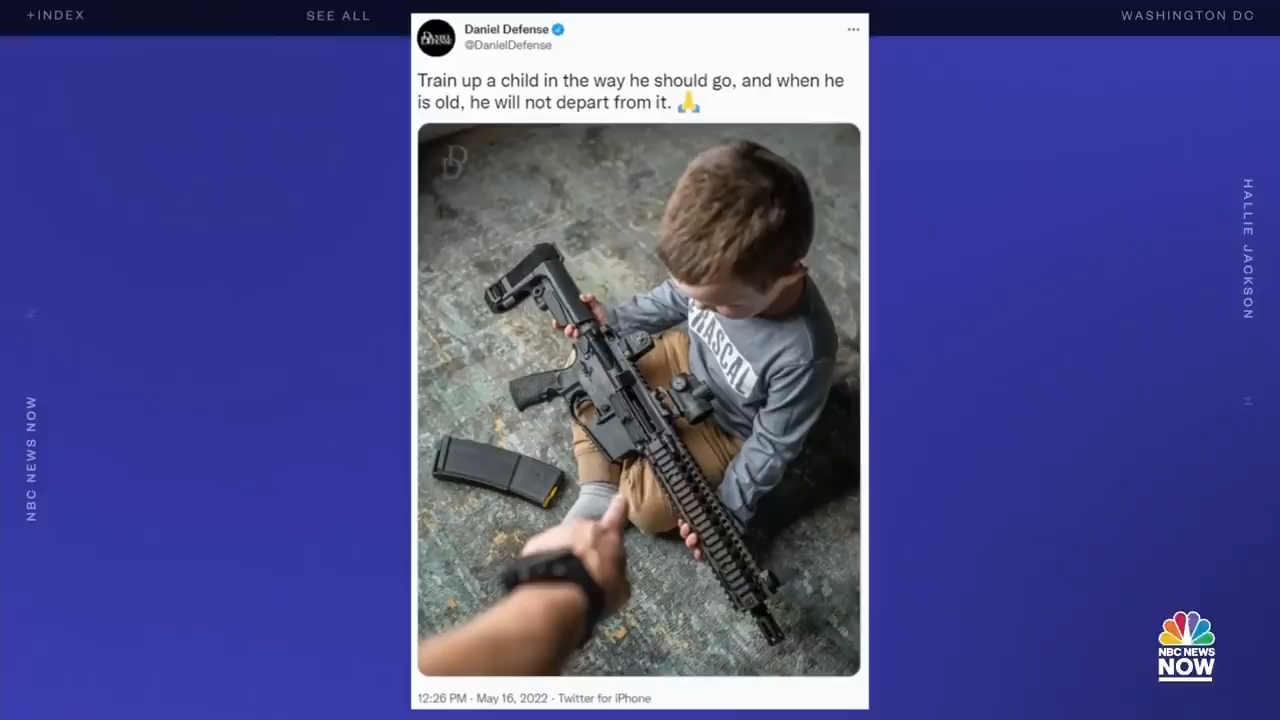 +INDEX
SEE ALL
WASHINGTON DC
Daniel Defense
@DanielDefense
Train up a child in the way he should go, and when he
is old, he will not depart from it. 🙏
RASCAL
12:26 PM · May 16, 2022 · Twitter for iPhone
NBC NEWS NOW
HALLIE JACKSON
NBC NEWS
NOW